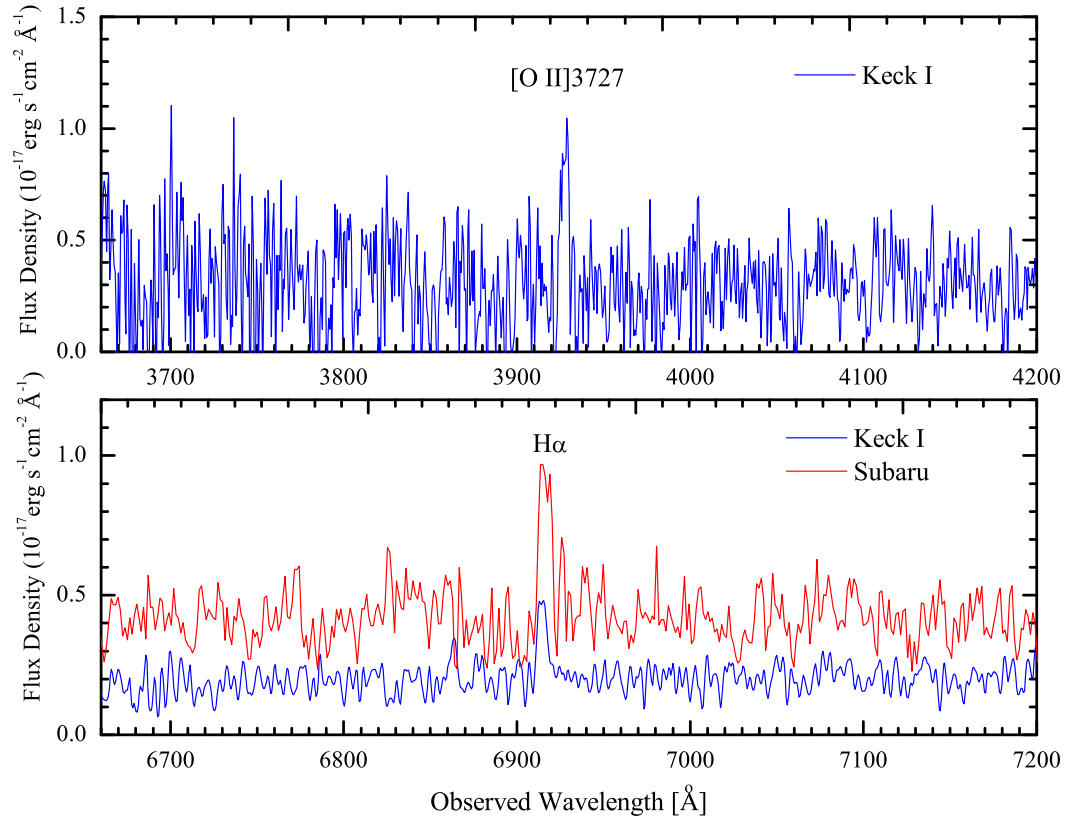 1.5
[O II]3727
Keck I
1.0
0.5
0.0
Flux Density (10⁻¹⁷erg s⁻¹cm⁻² Å⁻¹)
3700 3800 3900 4000 4100 4200
Hα
Keck I
Subaru
1.0
0.5
0.0
Flux Density (10⁻¹⁷erg s⁻¹cm⁻² Å⁻¹)
6700 6800 6900 7000 7100 7200
Observed Wavelength [Å]